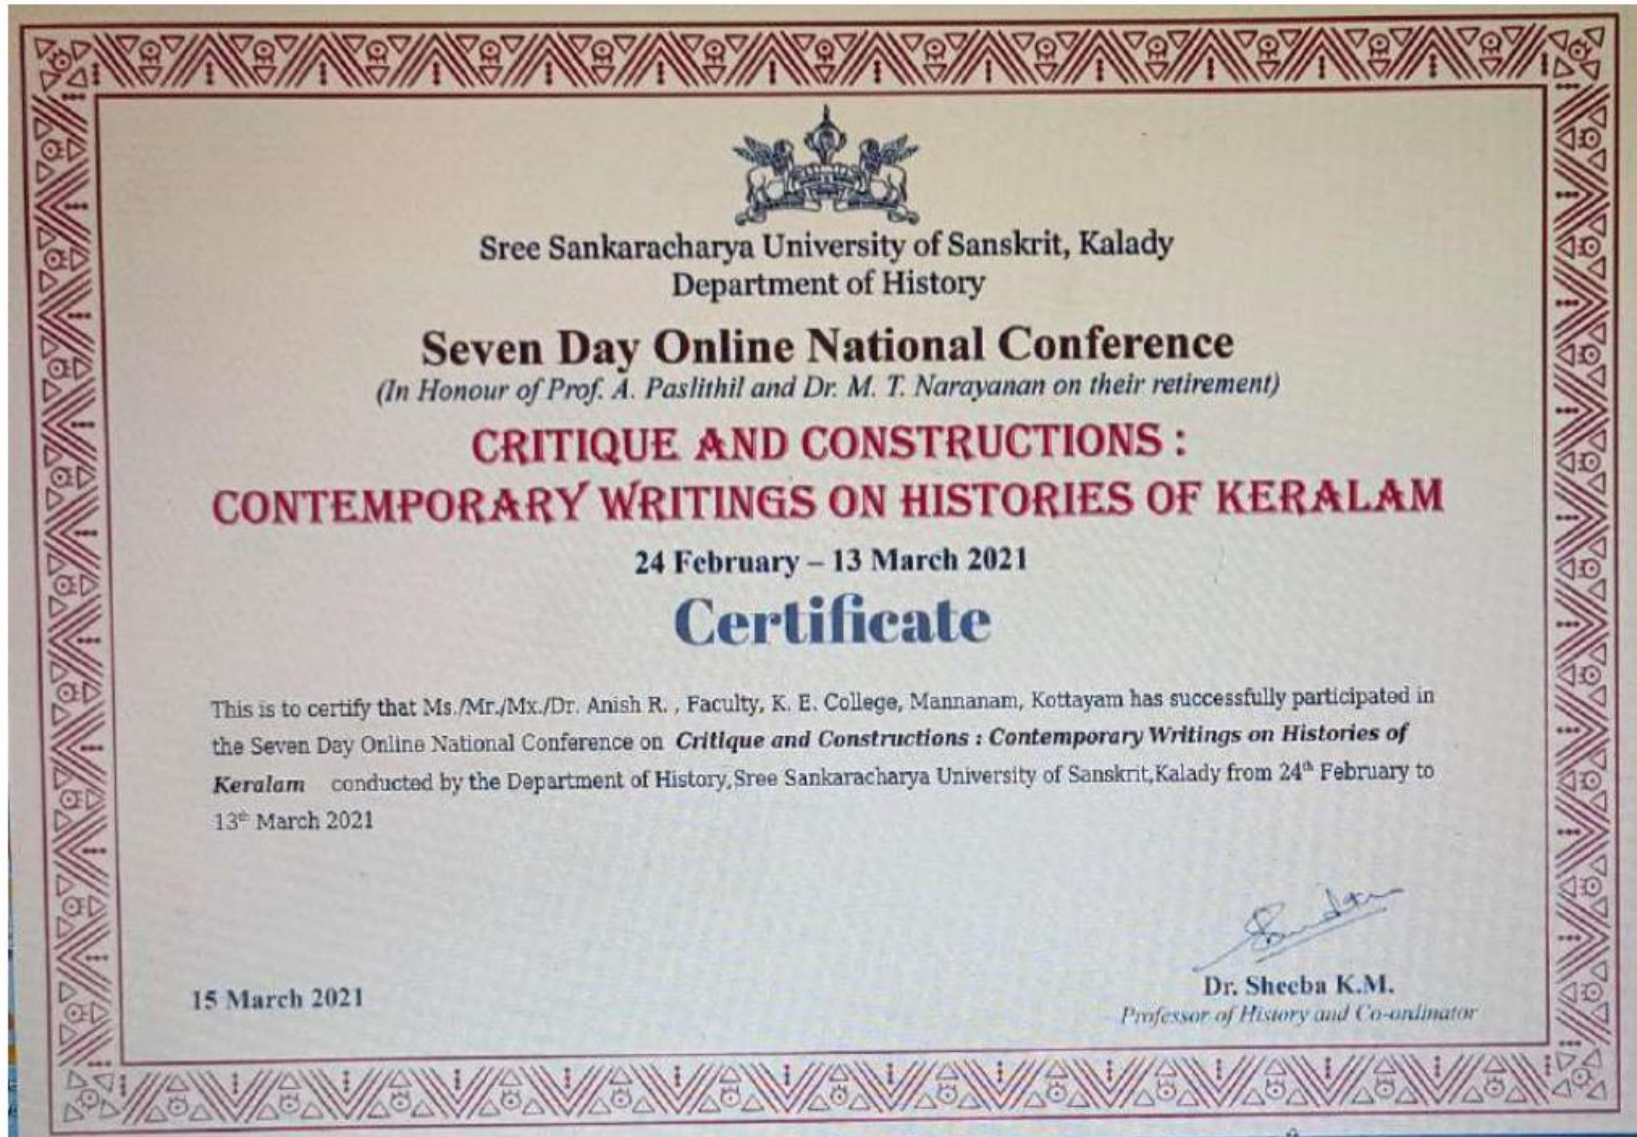 Sree Sankaracharya University of Sanskrit, Kalady
Department of History
Seven Day Online National Conference
(In Honour of Prof. A. Paslithil and Dr. M. T. Narayanan on their retirement)
CRITIQUE AND CONSTRUCTIONS :
CONTEMPORARY WRITINGS ON HISTORIES OF KERALAM
24 February – 13 March 2021
Certificate
This is to certify that Ms./Mr./Mx./Dr. Anish R. , Faculty, K. E. College, Mannanam, Kottayam has successfully participated in
the Seven Day Online National Conference on Critique and Constructions : Contemporary Writings on Histories of
Keralam conducted by the Department of History,Sree Sankaracharya University of Sanskrit,Kalady from 24th February to
13th March 2021
15 March 2021
Dr. Sheeba K.M.
Professor of History and Co-ordinator